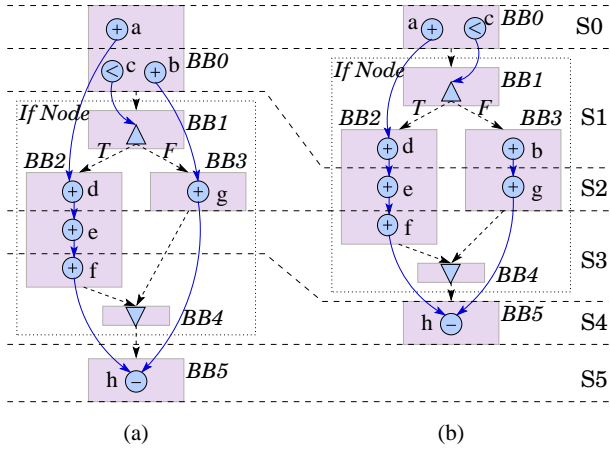 a
BB0
< c
+ b
BB0
If Node
BB1
T
F
BB2
BB3
+ d
+ g
+ e
+ f
BB4
h −
BB5
(a)
a +
< c
BB0
S0
If Node
BB1
BB2
T
F
BB3
S1
+ d
+ b
+ e
+ g
S2
+ f
S3
BB4
BB5
h −
S4
S5
(b)